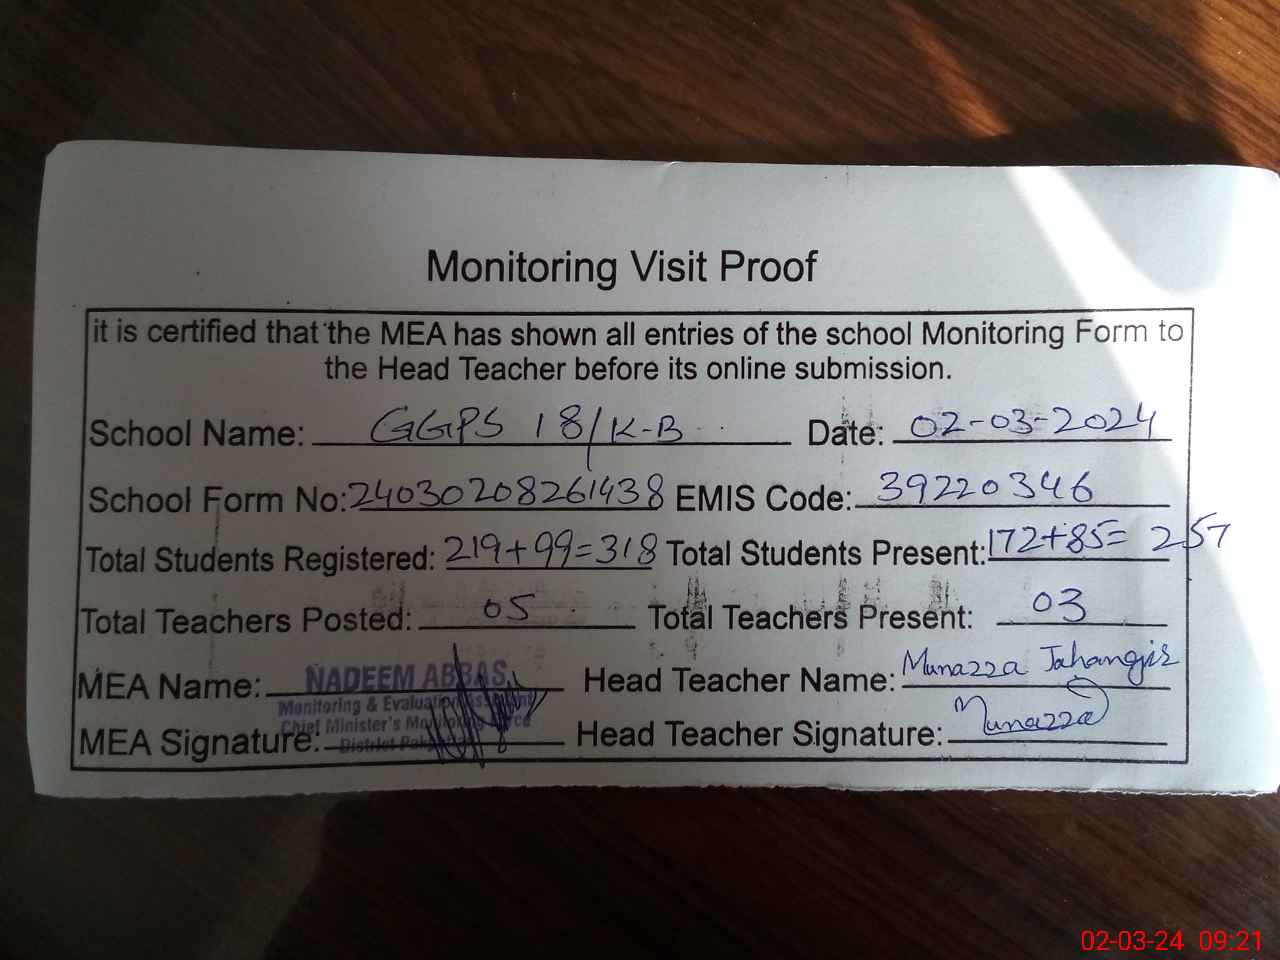 Monitoring Visit Proof
it is certified that the MEA has shown all entries of the school Monitoring Form to
the Head Teacher before its online submission.
School Name: GGPS 18/K-B Date: 02-03-2024
School Form No: 24030208261438 EMIS Code: 39220346
Total Students Registered: 219+99=318 Total Students Present: 172+85= 257
Total Teachers Posted: 05 Total Teachers Present: 03
MEA Name: NADEEM ABBAS Head Teacher Name: Munazza Jahangir
Monitoring & Evaluation Assistant
Chief Minister's Monitoring Force
MEA Signature: District Head Teacher Signature: Munazza
02-03-24 09:21